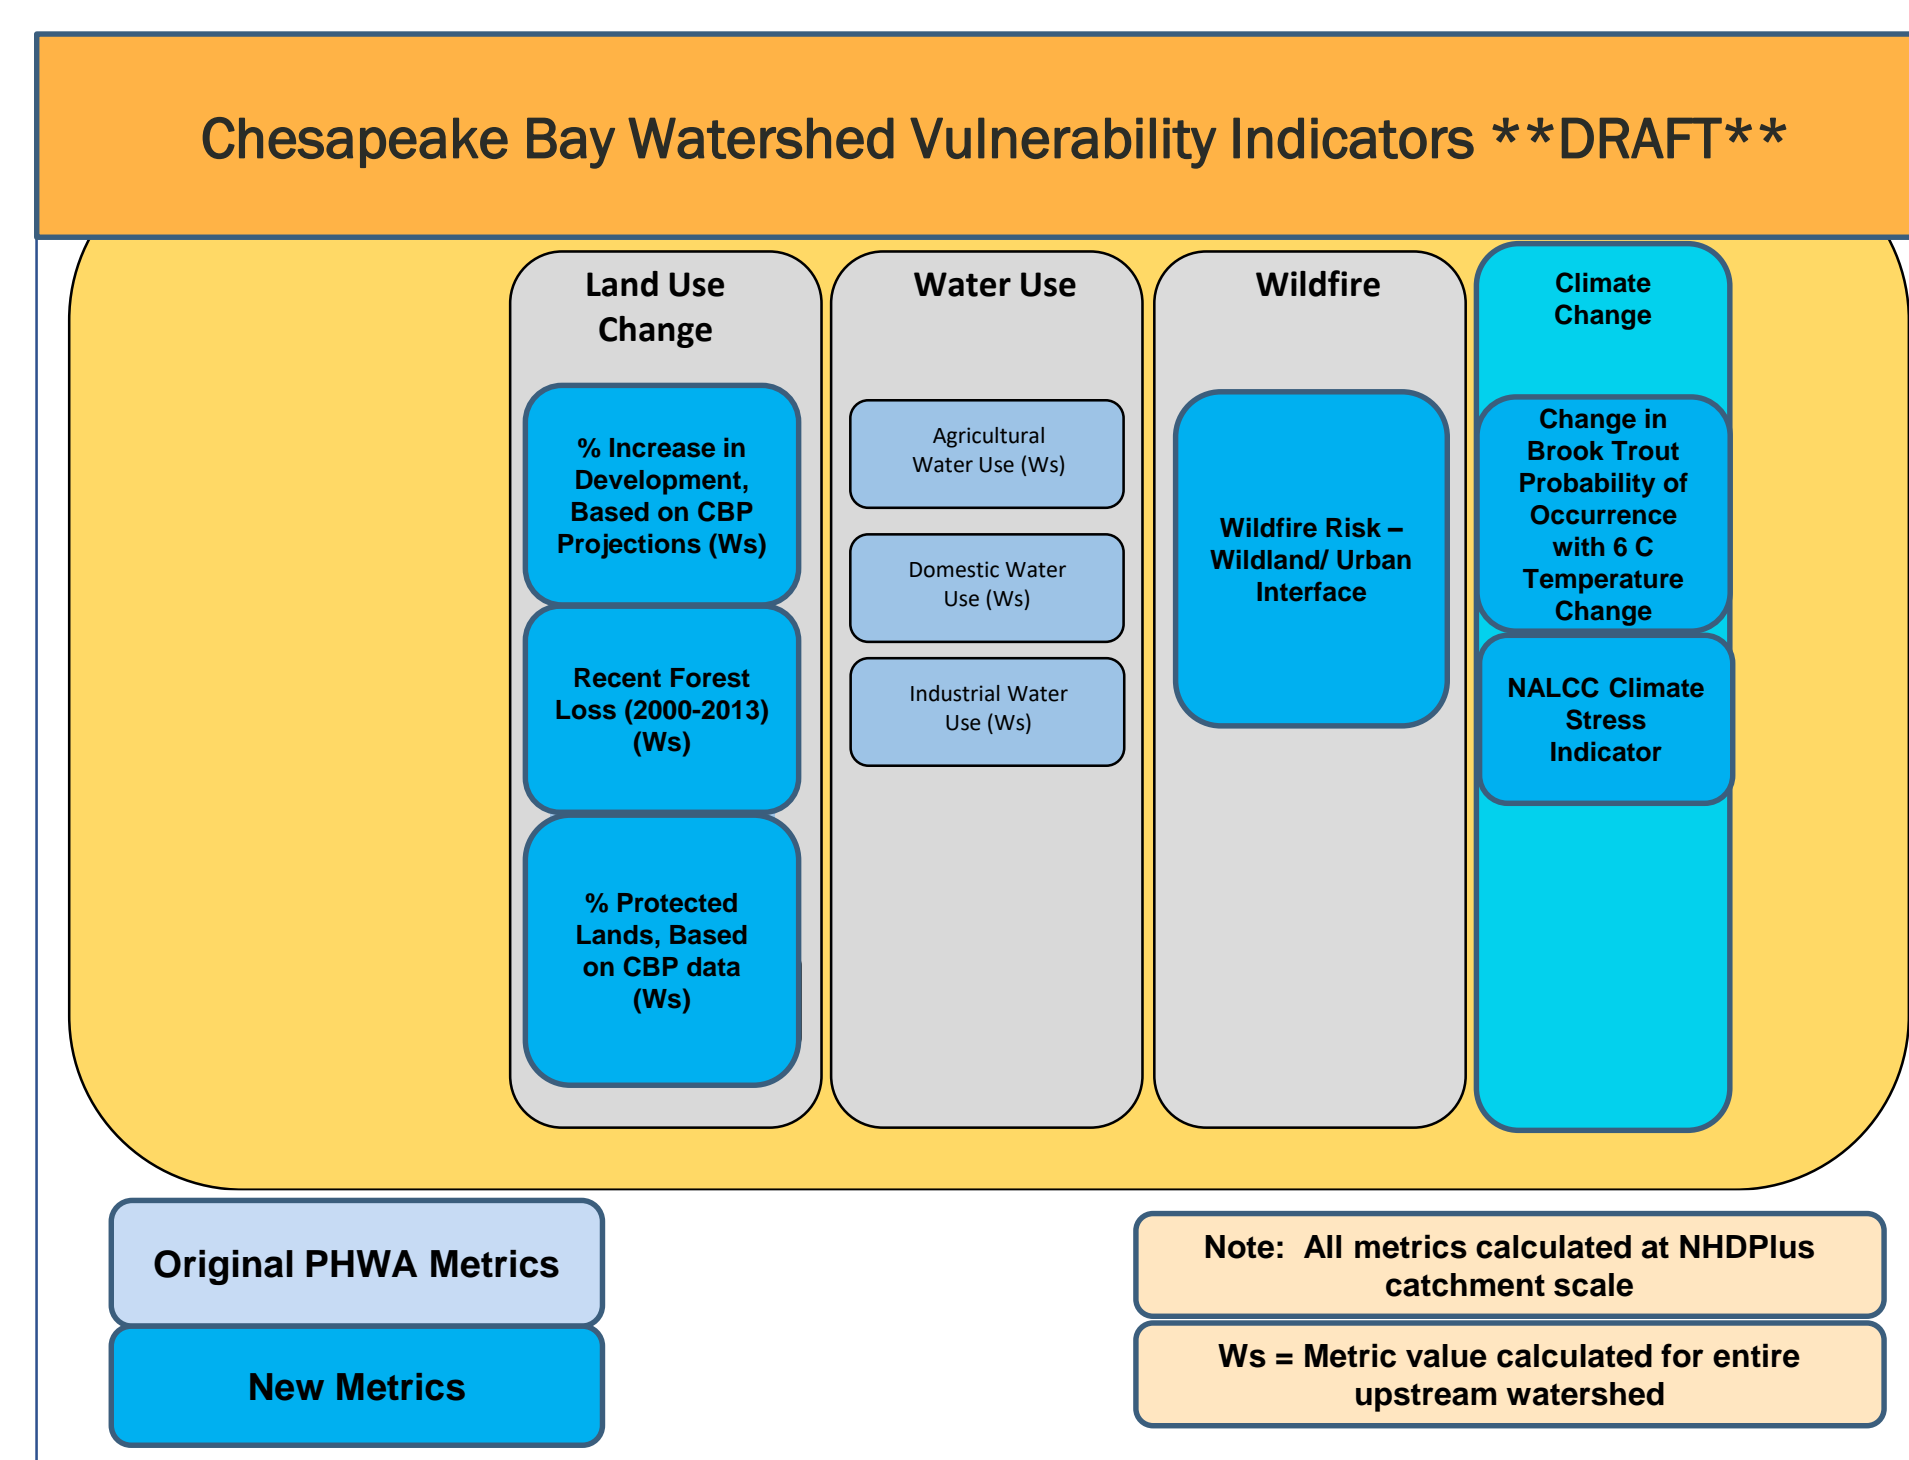 Chesapeake Bay Watershed Vulnerability Indicators **DRAFT**
Land Use
Change
% Increase in
Development,
Based on CBP
Projections (Ws)
Recent Forest
Loss (2000-2013)
(Ws)
% Protected
Lands, Based
on CBP data
(Ws)
Water Use
Agricultural
Water Use (Ws)
Domestic Water
Use (Ws)
Industrial Water
Use (Ws)
Wildfire
Wildfire Risk –
Wildland/ Urban
Interface
Climate
Change
Change in
Brook Trout
Probability of
Occurrence
with 6 C
Temperature
Change
NALCC Climate
Stress
Indicator
Original PHWA Metrics
New Metrics
Note:  All metrics calculated at NHDPlus
catchment scale
Ws = Metric value calculated for entire
upstream watershed